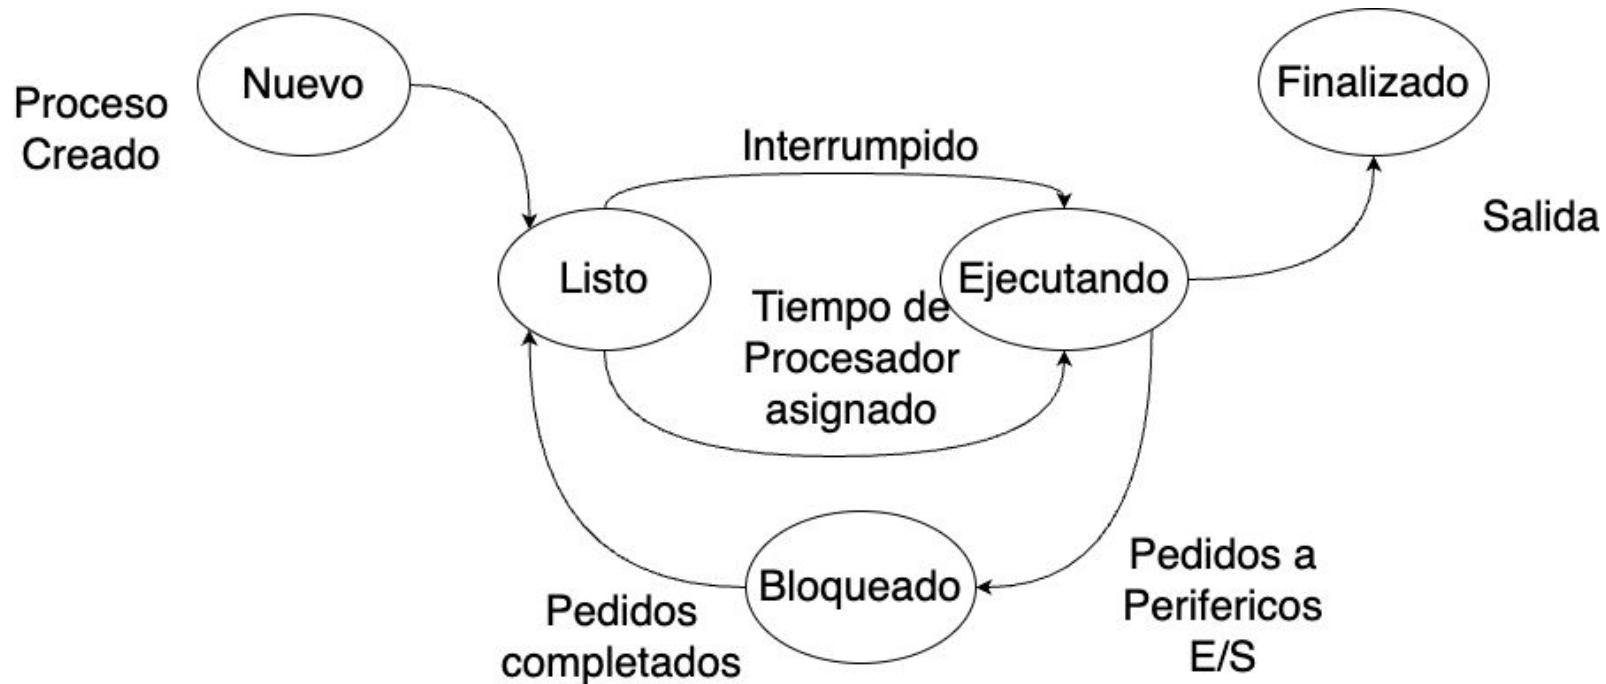 Nuevo
Finalizado
Proceso
Creado
Interrumpido
Salida
Listo
Ejecutando
Tiempo de
Procesador
asignado
Bloqueado
Pedidos a
Perifericos
E/S
Pedidos
completados